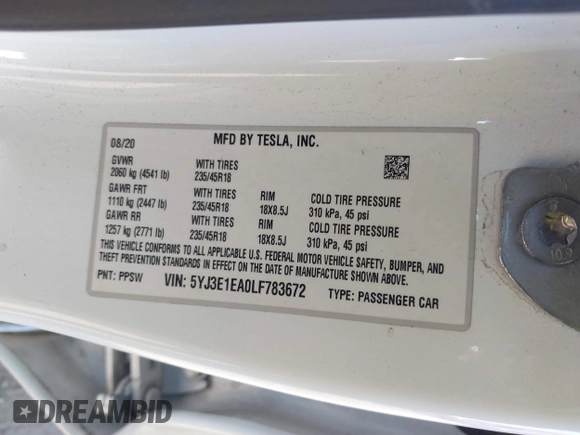 08/20 MFD BY TESLA, INC.
GVWR WITH TIRES
2060 kg (4541 lb) 235/45R18
GAWR FRT WITH TIRES RIM COLD TIRE PRESSURE
1110 kg (2447 lb) 235/45R18 18X8.5J 310 kPa, 45 psi
GAWR RR WITH TIRES RIM COLD TIRE PRESSURE
1257 kg (2771 lb) 235/45R18 18X8.5J 310 kPa, 45 psi
THIS VEHICLE CONFORMS TO ALL APPLICABLE U.S. FEDERAL MOTOR VEHICLE SAFETY, BUMPER, AND
THEFT PREVENTION STANDARDS IN EFFECT ON THE DATE OF MANUFACTURE SHOWN ABOVE.
PNT: PPSW VIN: 5YJ3E1EA0LF783672 TYPE: PASSENGER CAR
10.9
DREAMBID